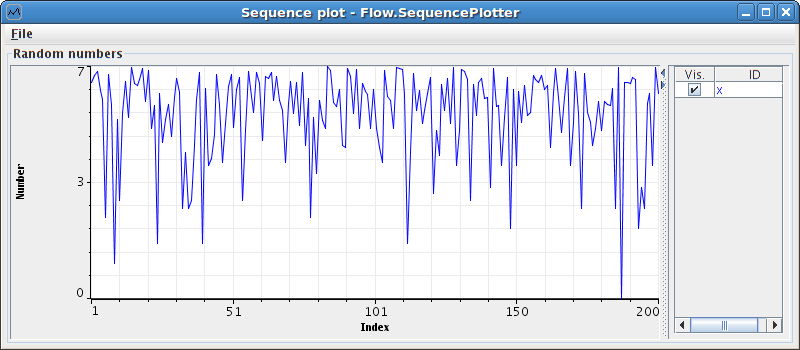 Sequence plot - Flow.SequencePlotter
File
Random numbers
7
3
0
Number
1 51 101 150 200
Index
Vis. ID
x